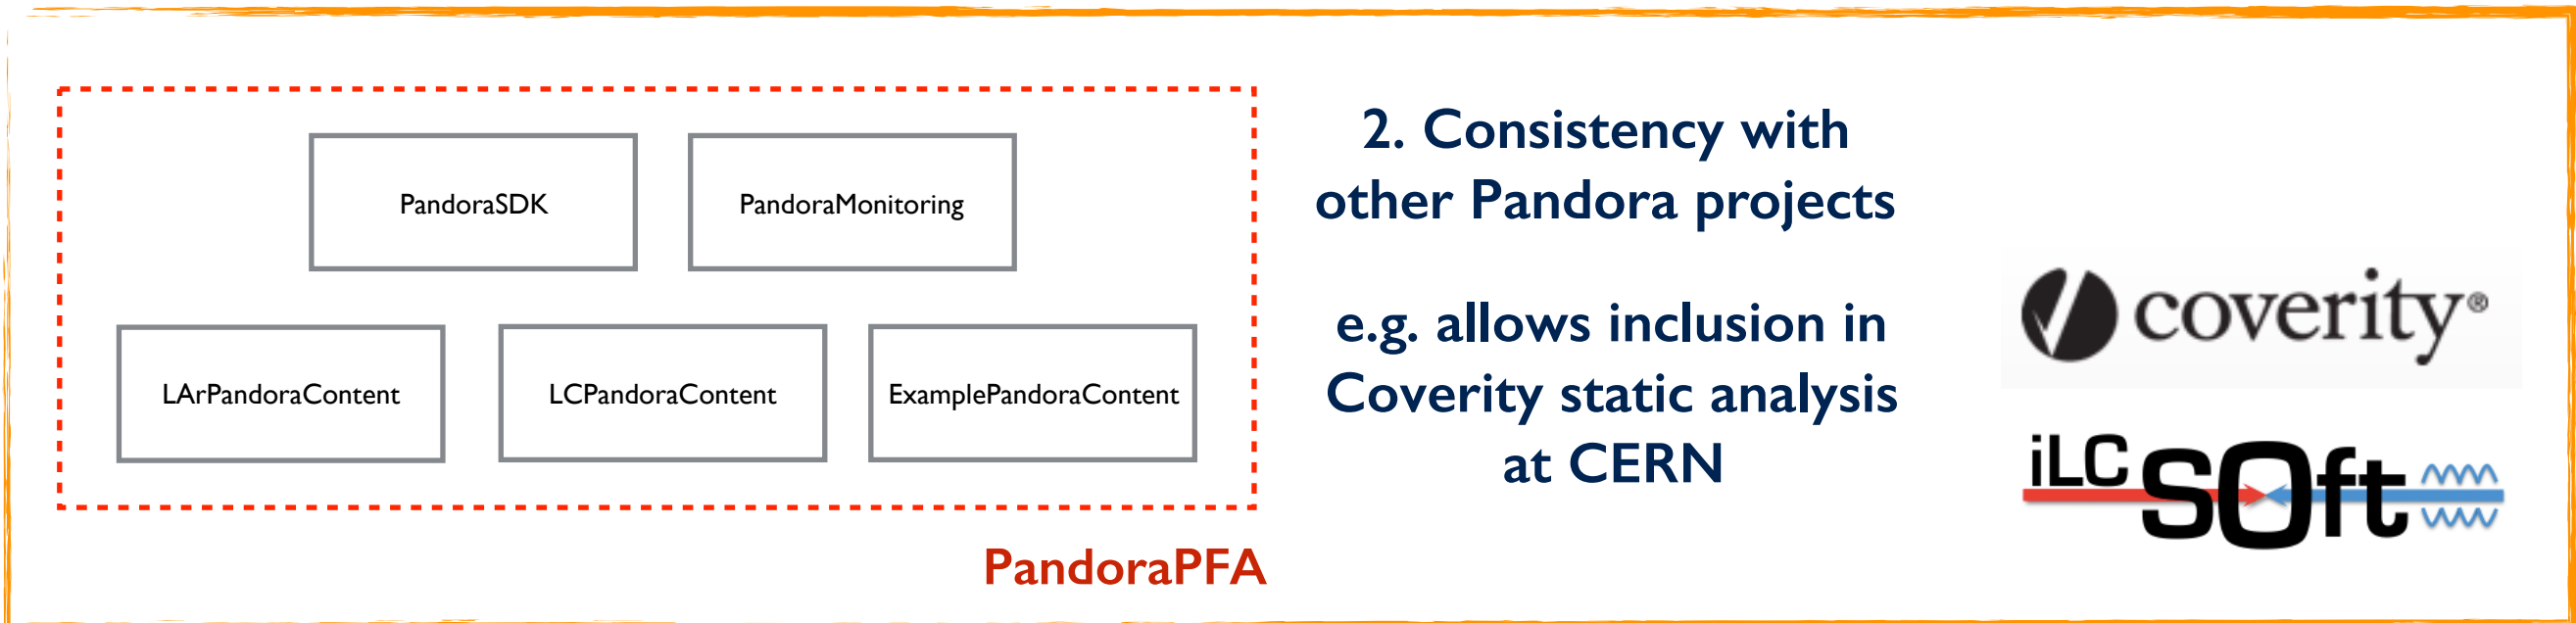 PandoraSDK
PandoraMonitoring
LArPandoraContent
LCPandoraContent
ExamplePandoraContent
PandoraPFA
2. Consistency with
other Pandora projects
e.g. allows inclusion in
Coverity static analysis
at CERN
coverity®
iLC soft